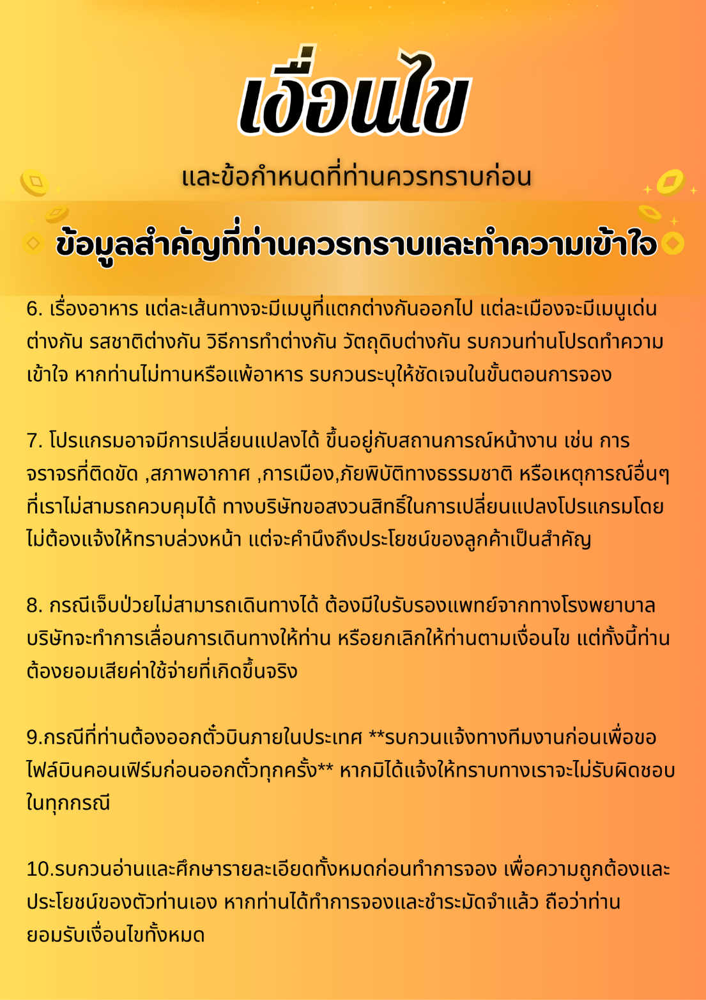 เงื่อนไข
และข้อกำหนดที่ท่านควรทราบก่อน
ข้อมูลสำคัญที่ท่านควรทราบและทำความเข้าใจ
6. เรื่องอาหาร แต่ละเส้นทางจะมีเมนูที่แตกต่างกันออกไป แต่ละเมืองจะมีเมนูเด่น
ต่างกัน รสชาติต่างกัน วิธีการทำต่างกัน วัตถุดิบต่างกัน รบกวนท่านโปรดทำความ
เข้าใจ หากท่านไม่ทานหรือแพ้อาหาร รบกวนระบุให้ชัดเจนในขั้นตอนการจอง
7. โปรแกรมอาจมีการเปลี่ยนแปลงได้ ขึ้นอยู่กับสถานการณ์หน้างาน เช่น การ
จราจรที่ติดขัด ,สภาพอากาศ ,การเมือง,ภัยพิบัติทางธรรมชาติ หรือเหตุการณ์อื่นๆ
ที่เราไม่สามรถควบคุมได้ ทางบริษัทขอสงวนสิทธิ์ในการเปลี่ยนแปลงโปรแกรมโดย
ไม่ต้องแจ้งให้ทราบล่วงหน้า แต่จะคำนึงถึงประโยชน์ของลูกค้าเป็นสำคัญ
8. กรณีเจ็บป่วยไม่สามารถเดินทางได้ ต้องมีใบรับรองแพทย์จากทางโรงพยาบาล
บริษัทจะทำการเลื่อนการเดินทางให้ท่าน หรือยกเลิกให้ท่านตามเงื่อนไข แต่ทั้งนี้ท่าน
ต้องยอมเสียค่าใช้จ่ายที่เกิดขึ้นจริง
9.กรณีที่ท่านต้องออกตั๋วบินภายในประเทศ **รบกวนแจ้งทางทีมงานก่อนเพื่อขอ
ไฟล์บินคอนเฟิร์มก่อนออกตั๋วทุกครั้ง** หากมิได้แจ้งให้ทราบทางเราจะไม่รับผิดชอบ
ในทุกกรณี
10.รบกวนอ่านและศึกษารายละเอียดทั้งหมดก่อนทำการจอง เพื่อความถูกต้องและ
ประโยชน์ของตัวท่านเอง หากท่านได้ทำการจองและชำระมัดจำแล้ว ถือว่าท่าน
ยอมรับเงื่อนไขทั้งหมด